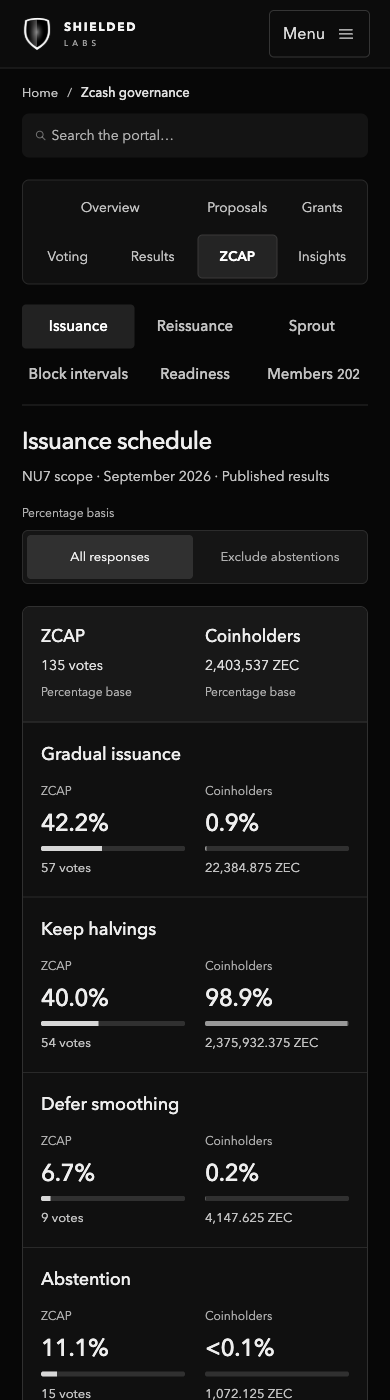 SHIELDED
LABS
Menu
Home / Zcash governance
Search the portal...
Overview Proposals Grants
Voting Results ZCAP Insights
Issuance Reissuance Sprout
Block intervals Readiness Members 202
Issuance schedule
NU7 scope · September 2026 · Published results
Percentage basis
All responses Exclude abstentions
ZCAP Coinholders
135 votes 2,403,537 ZEC
Percentage base Percentage base
Gradual issuance
ZCAP Coinholders
42.2% 0.9%
57 votes 22,384.875 ZEC
Keep halvings
ZCAP Coinholders
40.0% 98.9%
54 votes 2,375,932.375 ZEC
Defer smoothing
ZCAP Coinholders
6.7% 0.2%
9 votes 4,147.625 ZEC
Abstention
ZCAP Coinholders
11.1% <0.1%
15 votes 1,072.125 ZEC